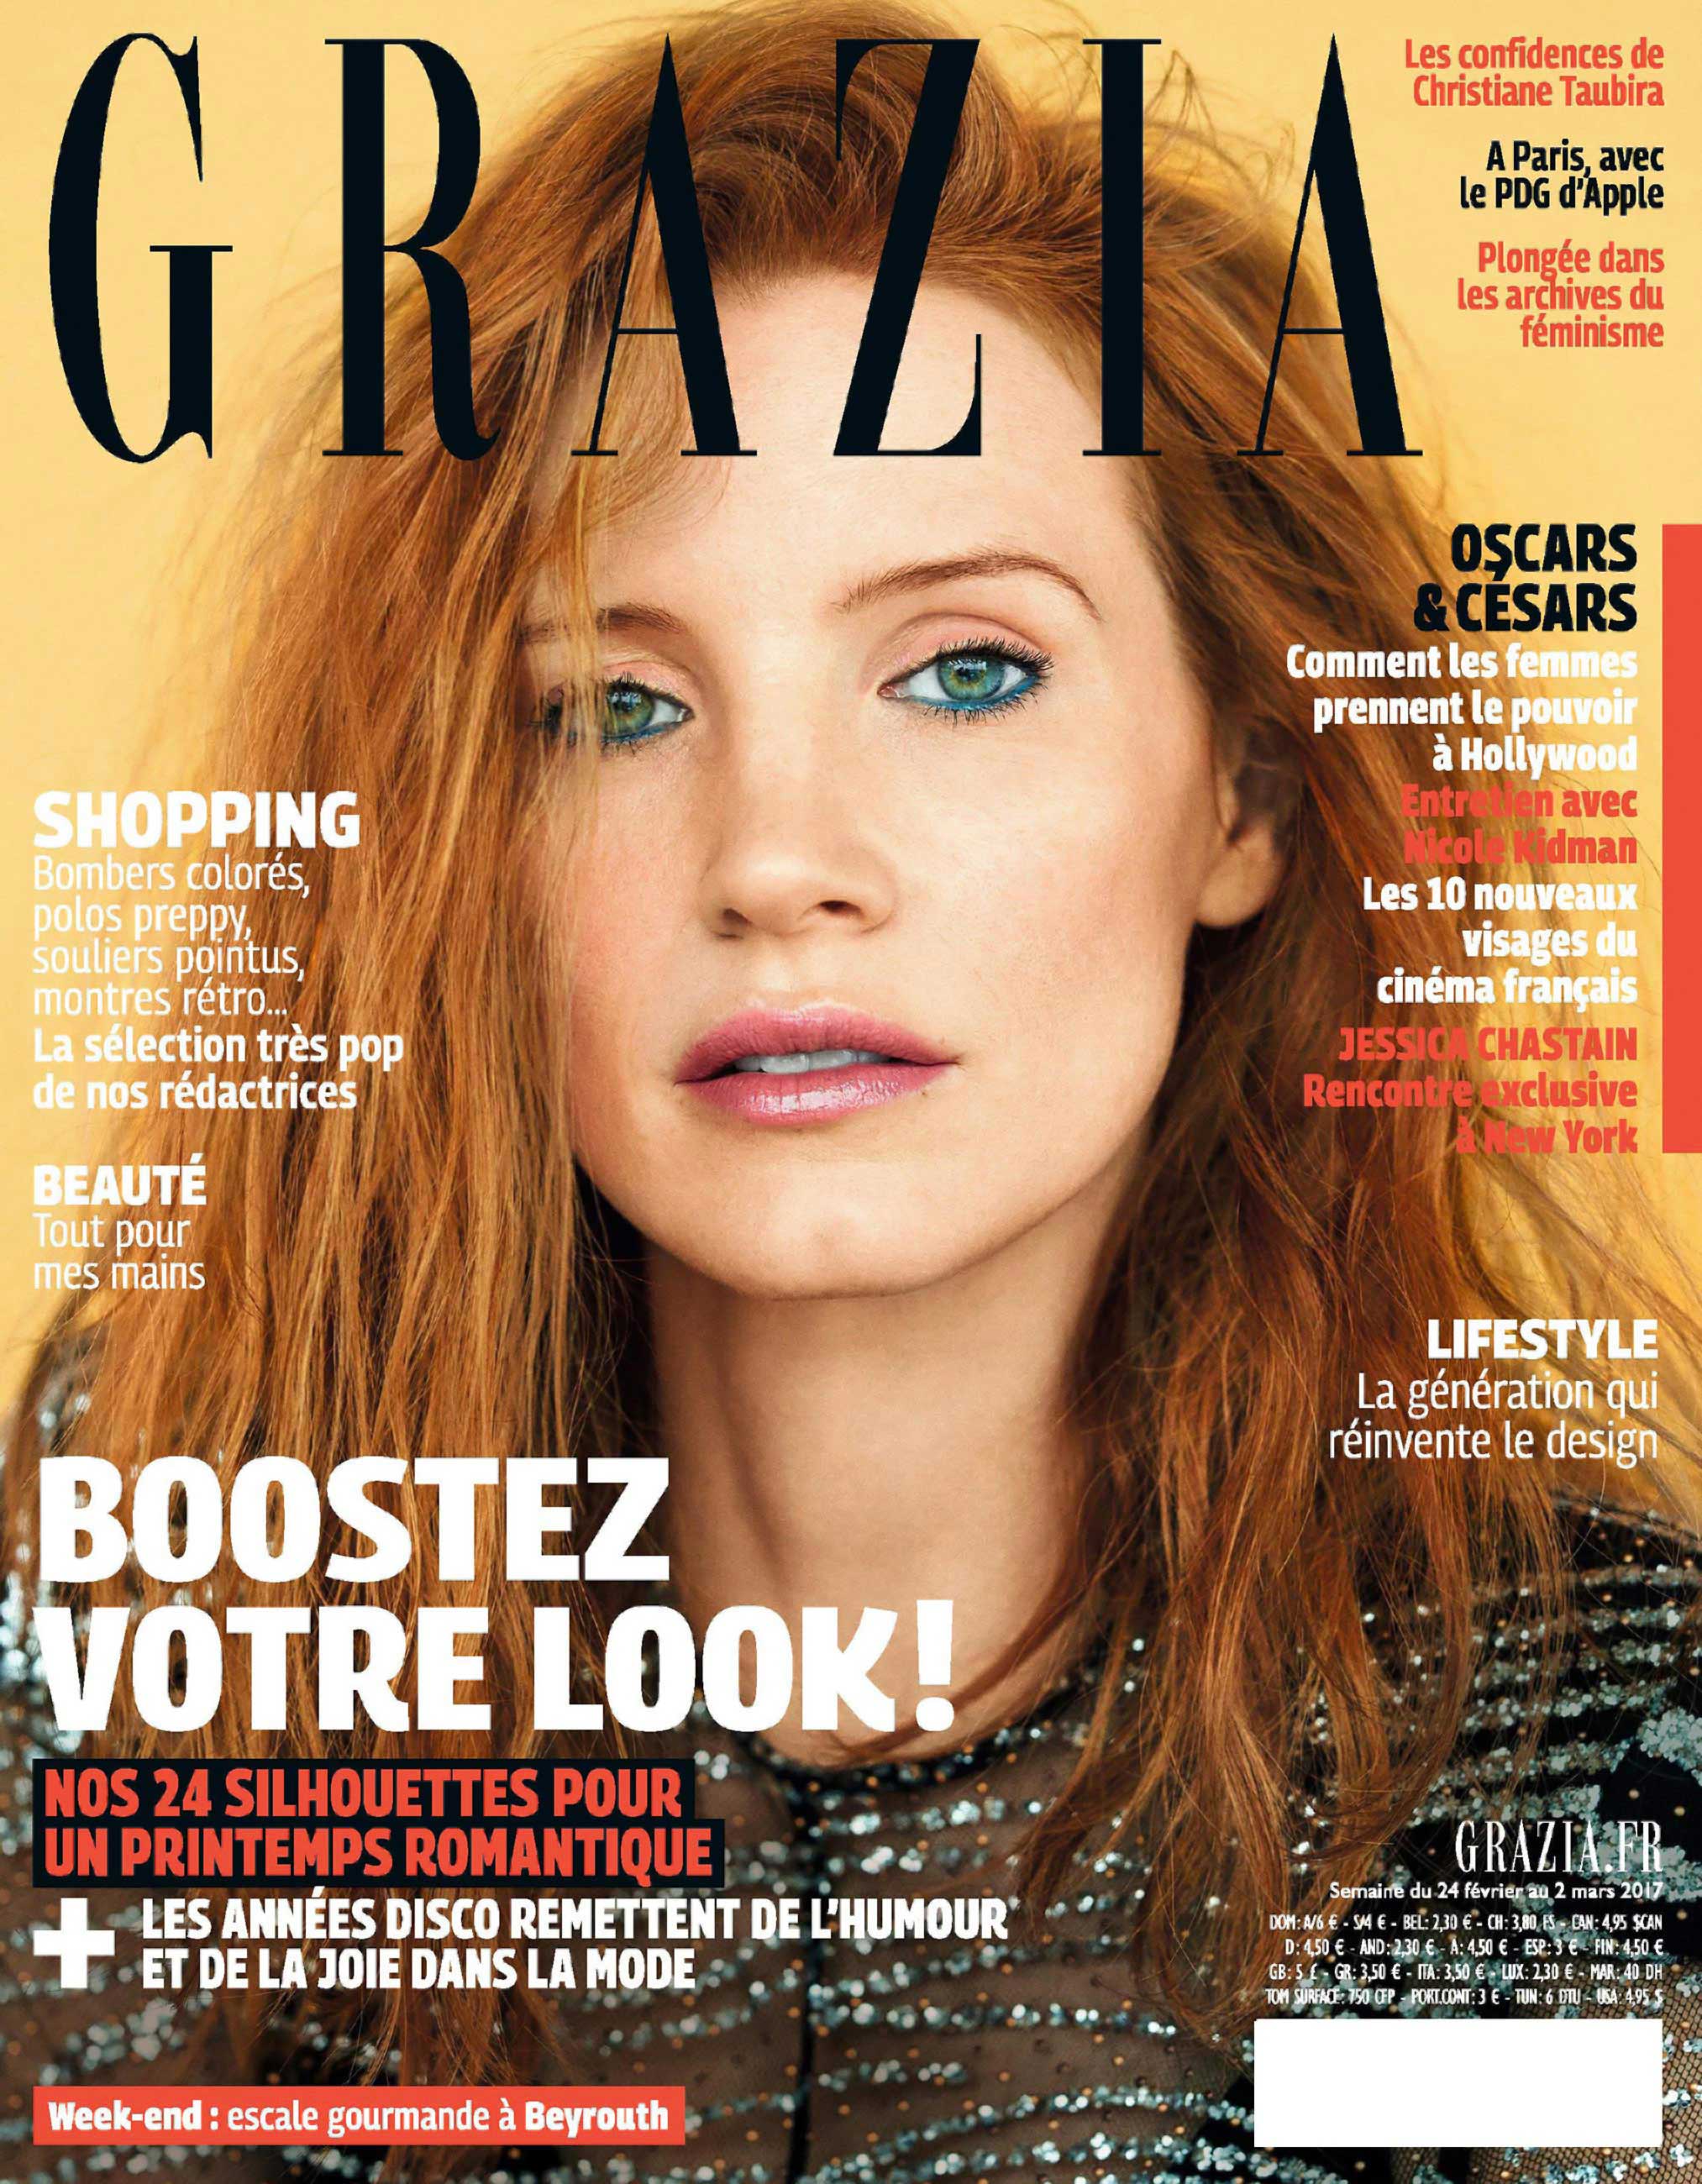 GRAZIA
Les confidences de
Christiane Taubira
A Paris, avec
le PDG d'Apple
Plongée dans
les archives du
féminisme
OSCARS
& CÉSARS
Comment les femmes
prennent le pouvoir
à Hollywood
Entretien avec
Nicole Kidman
Les 10 nouveaux
visages du
cinéma français
JESSICA CHASTAIN
Rencontre exclusive
à New York
SHOPPING
Bombers colorés,
polos preppy,
souliers pointus,
montres rétro...
La sélection très pop
de nos rédactrices
BEAUTÉ
Tout pour
mes mains
LIFESTYLE
La génération qui
réinvente le design
BOOSTEZ
VOTRE LOOK!
NOS 24 SILHOUETTES POUR
UN PRINTEMPS ROMANTIQUE
+ LES ANNÉES DISCO REMETTENT DE L'HUMOUR
ET DE LA JOIE DANS LA MODE
Week-end : escale gourmande à Beyrouth
GRAZIA.FR
Semaine du 24 février au 2 mars 2017
DOM: A/6 € - S/4 € - BEL: 2,30 € - CH: 3,80 FS - CAN: 4,95 $CAN
D: 4,50 € - AND: 2,30 € - A: 4,50 € - ESP: 3 € - FIN: 4,50 €
GB: 5 £ - GR: 3,50 € - ITA: 3,50 € - LUX: 2,30 € - MAR: 40 DH
TOM SURFACE: 750 CFP - PORT.CONT: 3 € - TUN: 6 DTU - USA: 4,95 $